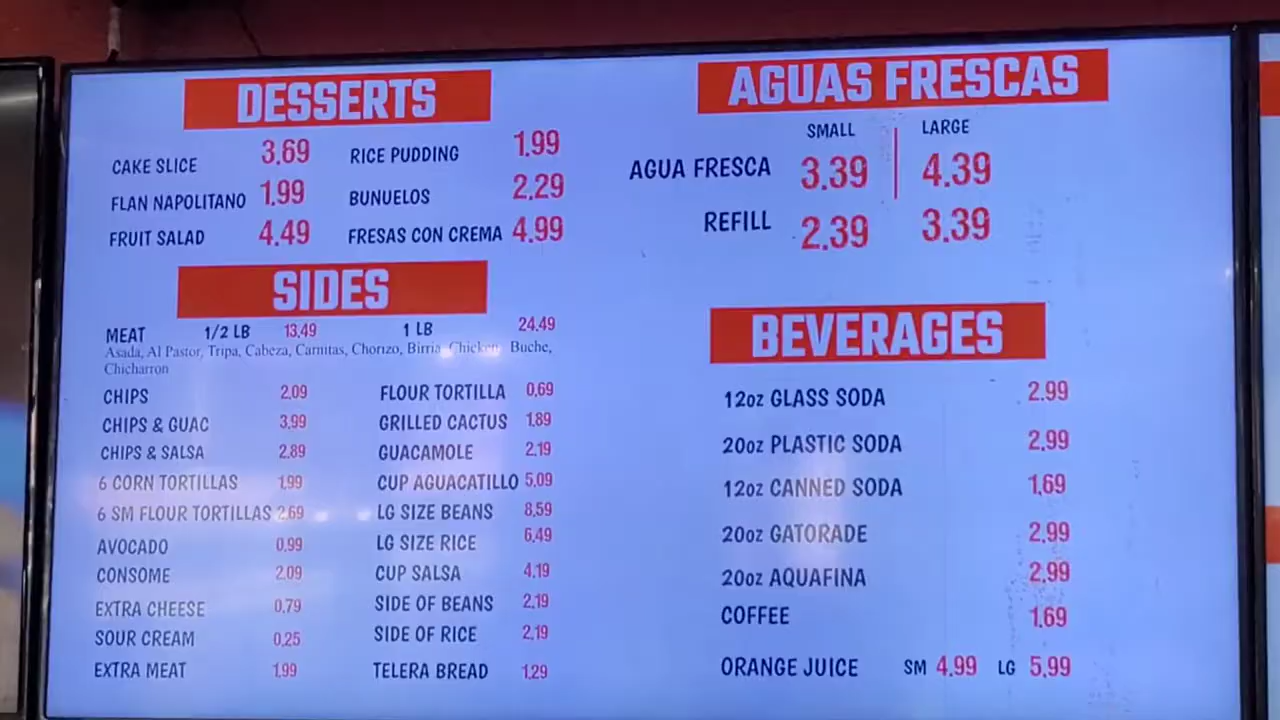 DESSERTS
CAKE SLICE 3.69 RICE PUDDING 1.99
FLAN NAPOLITANO 1.99 BUNUELOS 2.29
FRUIT SALAD 4.49 FRESAS CON CREMA 4.99
SIDES
MEAT 1/2 LB 13.49 1 LB 24.49
Asada, Al Pastor, Tripa, Cabeza, Carnitas, Chorizo, Birria, Chicken, Buche,
Chicharron
CHIPS 2.09 FLOUR TORTILLA 0.69
CHIPS & GUAC 3.99 GRILLED CACTUS 1.89
CHIPS & SALSA 2.89 GUACAMOLE 2.19
6 CORN TORTILLAS 1.99 CUP AGUACATILLO 5.09
6 SM FLOUR TORTILLAS 2.69 LG SIZE BEANS 8.59
AVOCADO 0.99 LG SIZE RICE 6.49
CONSOME 2.09 CUP SALSA 4.19
EXTRA CHEESE 0.79 SIDE OF BEANS 2.19
SOUR CREAM 0.25 SIDE OF RICE 2.19
EXTRA MEAT 1.99 TELERA BREAD 1.29
AGUAS FRESCAS
SMALL LARGE
AGUA FRESCA 3.39 4.39
REFILL 2.39 3.39
BEVERAGES
12oz GLASS SODA 2.99
20oz PLASTIC SODA 2.99
12oz CANNED SODA 1.69
20oz GATORADE 2.99
20oz AQUAFINA 2.99
COFFEE 1.69
ORANGE JUICE SM 4.99 LG 5.99